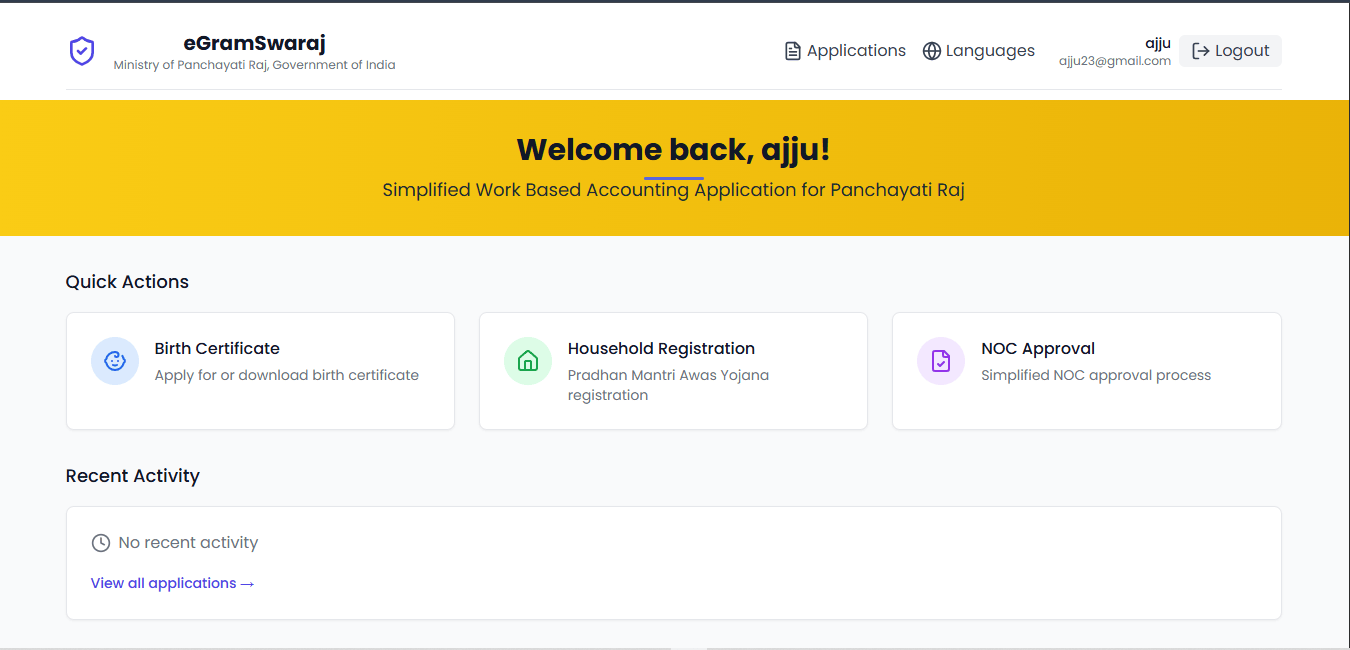 eGramSwaraj
Ministry of Panchayati Raj, Government of India
Applications
Languages
ajju
ajju23@gmail.com
Logout
Welcome back, ajju!
Simplified Work Based Accounting Application for Panchayati Raj
Quick Actions
Birth Certificate
Apply for or download birth certificate
Household Registration
Pradhan Mantri Awas Yojana
registration
NOC Approval
Simplified NOC approval process
Recent Activity
No recent activity
View all applications →